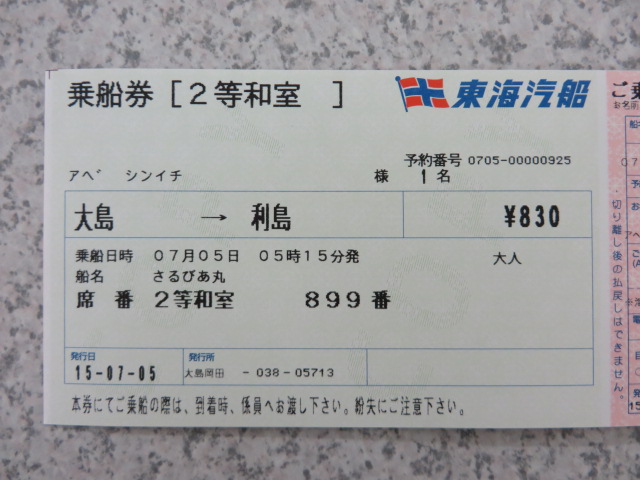 乗船券 [ 2等和室 ]
東海汽船
予約番号 0705-00000925
アベ シンイチ 様 1名
大島 → 利島 ¥830
乗船日時 07月05日 05時15分発 大人
船名 さるびあ丸
席 番 2等和室 899番
発行日 発行所
15-07-05 大島岡田 -038-05713
本券にてご乗船の際は、到着時、係員へお渡し下さい。紛失にご注意下さい。
・切り離し後の払戻しはできません。